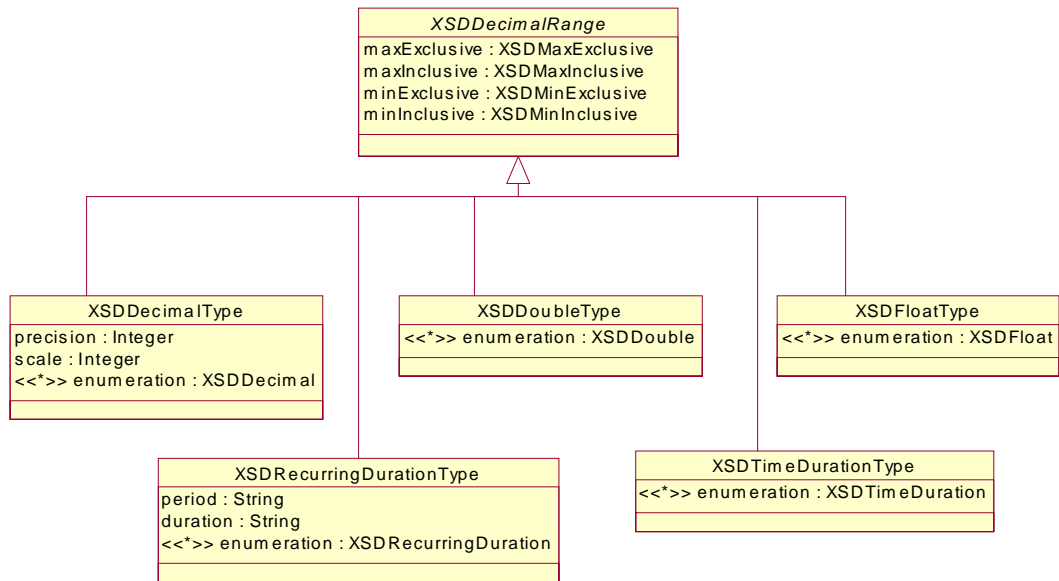 XSDDecimalRange
maxExclusive : XSDMaxExclusive
maxInclusive : XSDMaxInclusive
minExclusive : XSDMinExclusive
minInclusive : XSDMinInclusive
XSDDecimalType
precision : Integer
scale : Integer
<<*>> enumeration : XSDDecimal
XSDDoubleType
<<*>> enumeration : XSDDouble
XSDFloatType
<<*>> enumeration : XSDFloat
XSDRecurringDurationType
period : String
duration : String
<<*>> enumeration : XSDRecurringDuration
XSDTimeDurationType
<<*>> enumeration : XSDTimeDuration